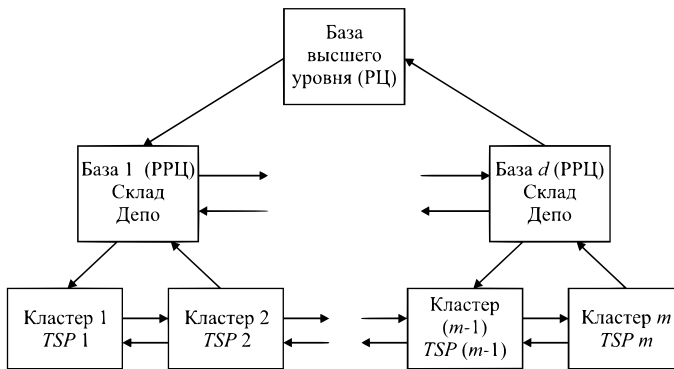 База
высшего
уровня (РЦ)
База 1 (РРЦ)
Склад
Депо
База d (РРЦ)
Склад
Депо
Кластер 1
TSP 1
Кластер 2
TSP 2
Кластер
(m-1)
TSP (m-1)
Кластер m
TSP m